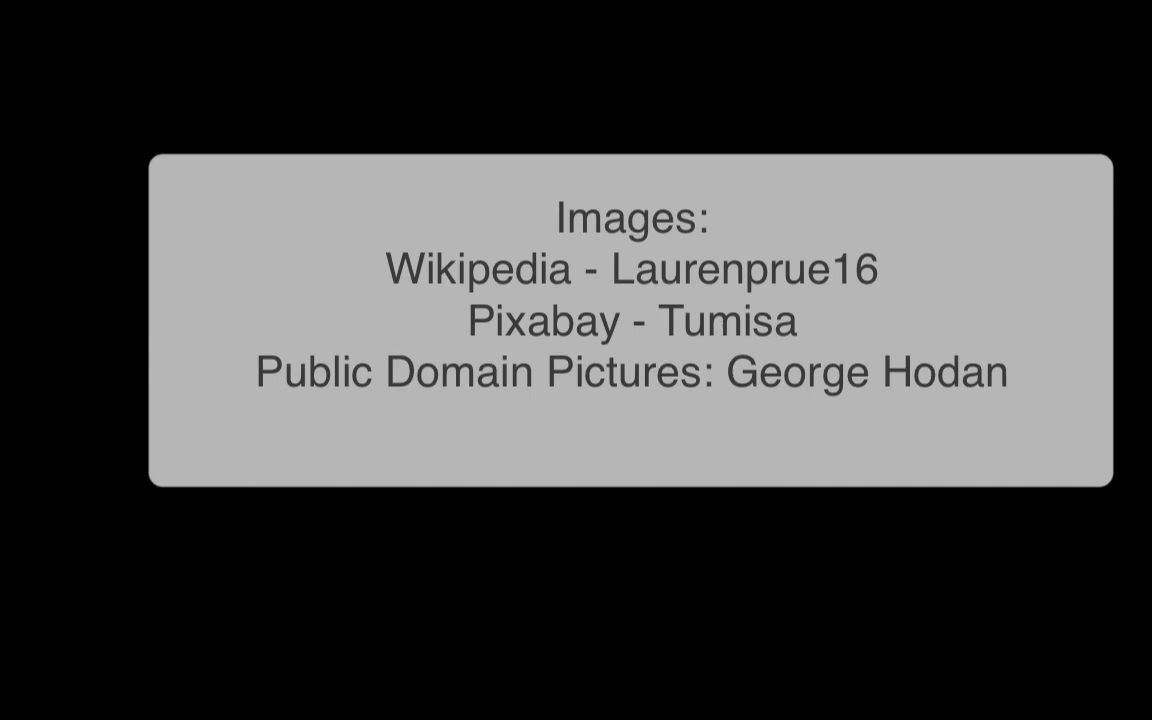 Images:
Wikipedia - Laurenprue16
Pixabay - Tumisa
Public Domain Pictures: George Hodan